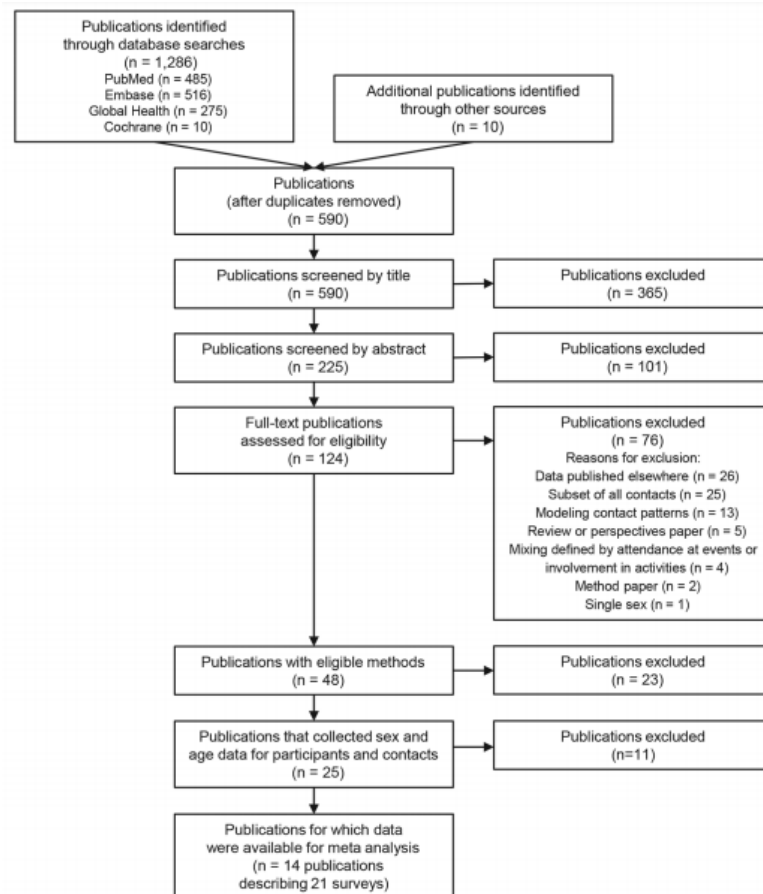 Publications identified
through database searches
(n = 1,286)
PubMed (n = 485)
Embase (n = 516)
Global Health (n = 275)
Cochrane (n = 10)
Additional publications identified
through other sources
(n = 10)
Publications
(after duplicates removed)
(n = 590)
Publications screened by title
(n = 590)
Publications excluded
(n = 365)
Publications screened by abstract
(n = 225)
Publications excluded
(n = 101)
Full-text publications
assessed for eligibility
(n = 124)
Publications excluded
(n = 76)
Reasons for exclusion:
Data published elsewhere (n = 26)
Subset of all contacts (n = 25)
Modeling contact patterns (n = 13)
Review or perspectives paper (n = 5)
Mixing defined by attendance at events or
involvement in activities (n = 4)
Method paper (n = 2)
Single sex (n = 1)
Publications with eligible methods
(n = 48)
Publications excluded
(n = 23)
Publications that collected sex and
age data for participants and contacts
(n = 25)
Publications excluded
(n=11)
Publications for which data
were available for meta analysis
(n = 14 publications
describing 21 surveys)